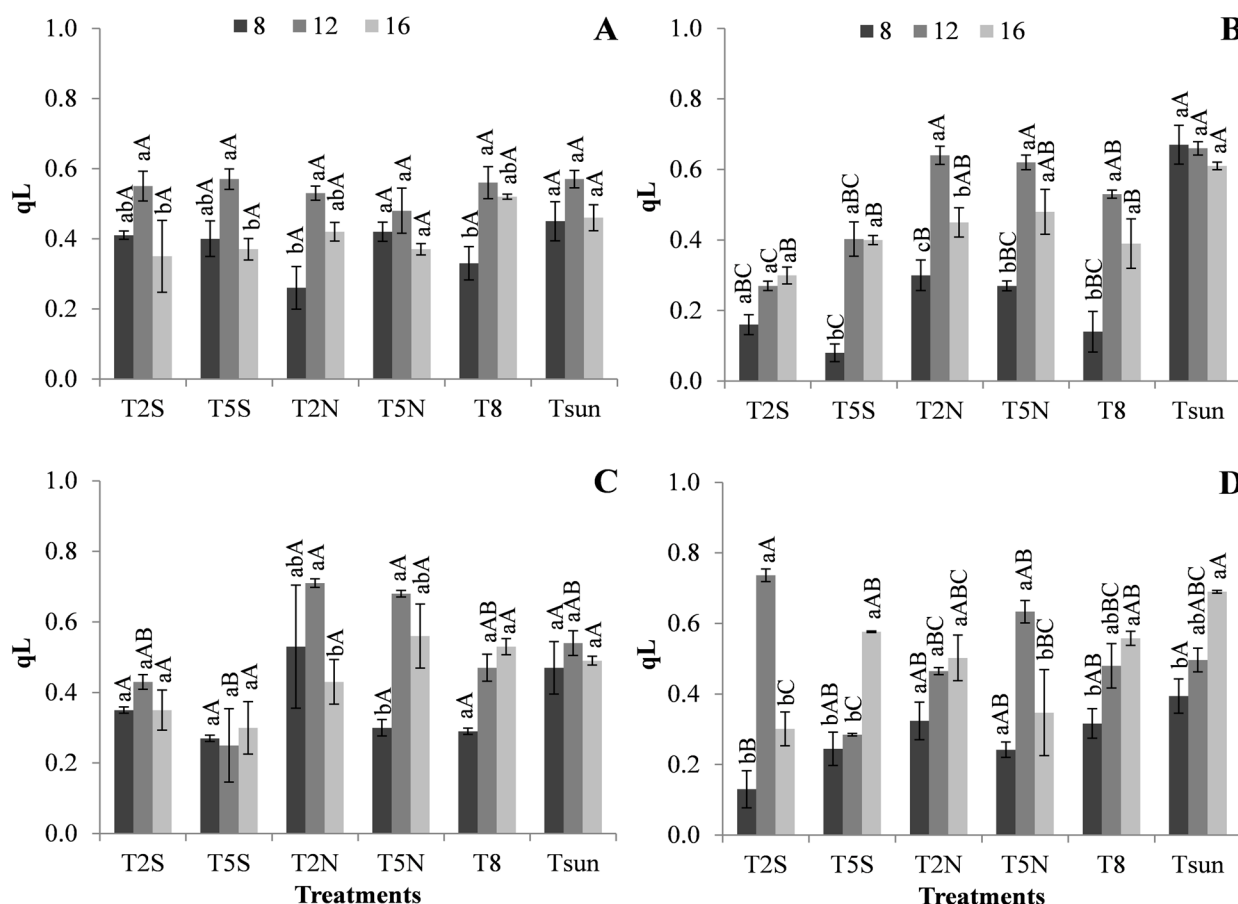 8 12 16
A
1.0
0.8
0.6
0.4
0.2
0.0
qL
abA aA bA abA aA bA bA aA abA aA aA aA bA aA abA aA aA aA
T2S T5S T2N T5N T8 Tsun
8 12 16
B
1.0
0.8
0.6
0.4
0.2
0.0
qL
aBC aC aB bC aBC aB cB aA bAB bBC aA aAB bBC aAB aB aA aA aA
T2S T5S T2N T5N T8 Tsun
C
1.0
0.8
0.6
0.4
0.2
0.0
qL
aA aAB aA aA aB aA abA aA bA bA aA abA aA aAB aA aA aAB aA
T2S T5S T2N T5N T8 Tsun
Treatments
D
1.0
0.8
0.6
0.4
0.2
0.0
qL
bB aA bC bAB bC aAB aAB aBC aABC aAB aAB bBC bAB abBC aAB bA abABC aA
T2S T5S T2N T5N T8 Tsun
Treatments